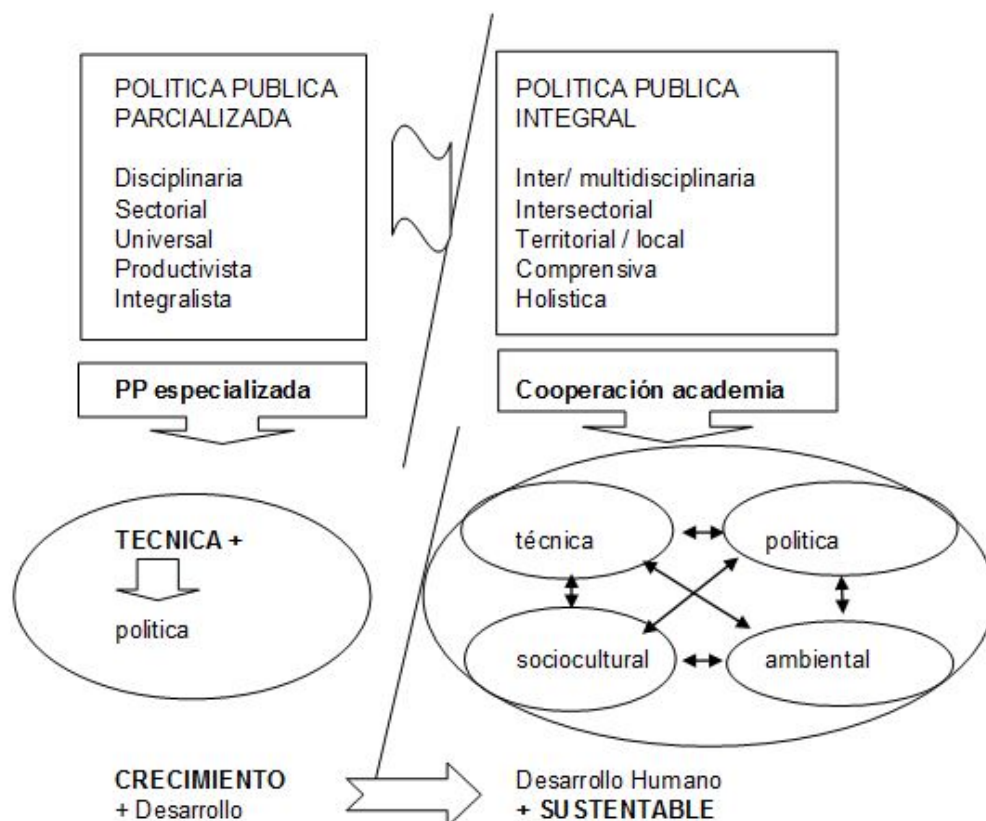 POLITICA PUBLICA
PARCIALIZADA
Disciplinaria
Sectorial
Universal
Productivista
Integralista
PP especializada
TECNICA +
politica
CRECIMIENTO
+ Desarrollo
POLITICA PUBLICA
INTEGRAL
Inter/ multidisciplinaria
Intersectorial
Territorial / local
Comprensiva
Holistica
Cooperación academia
técnica
politica
sociocultural
ambiental
Desarrollo Humano
+ SUSTENTABLE